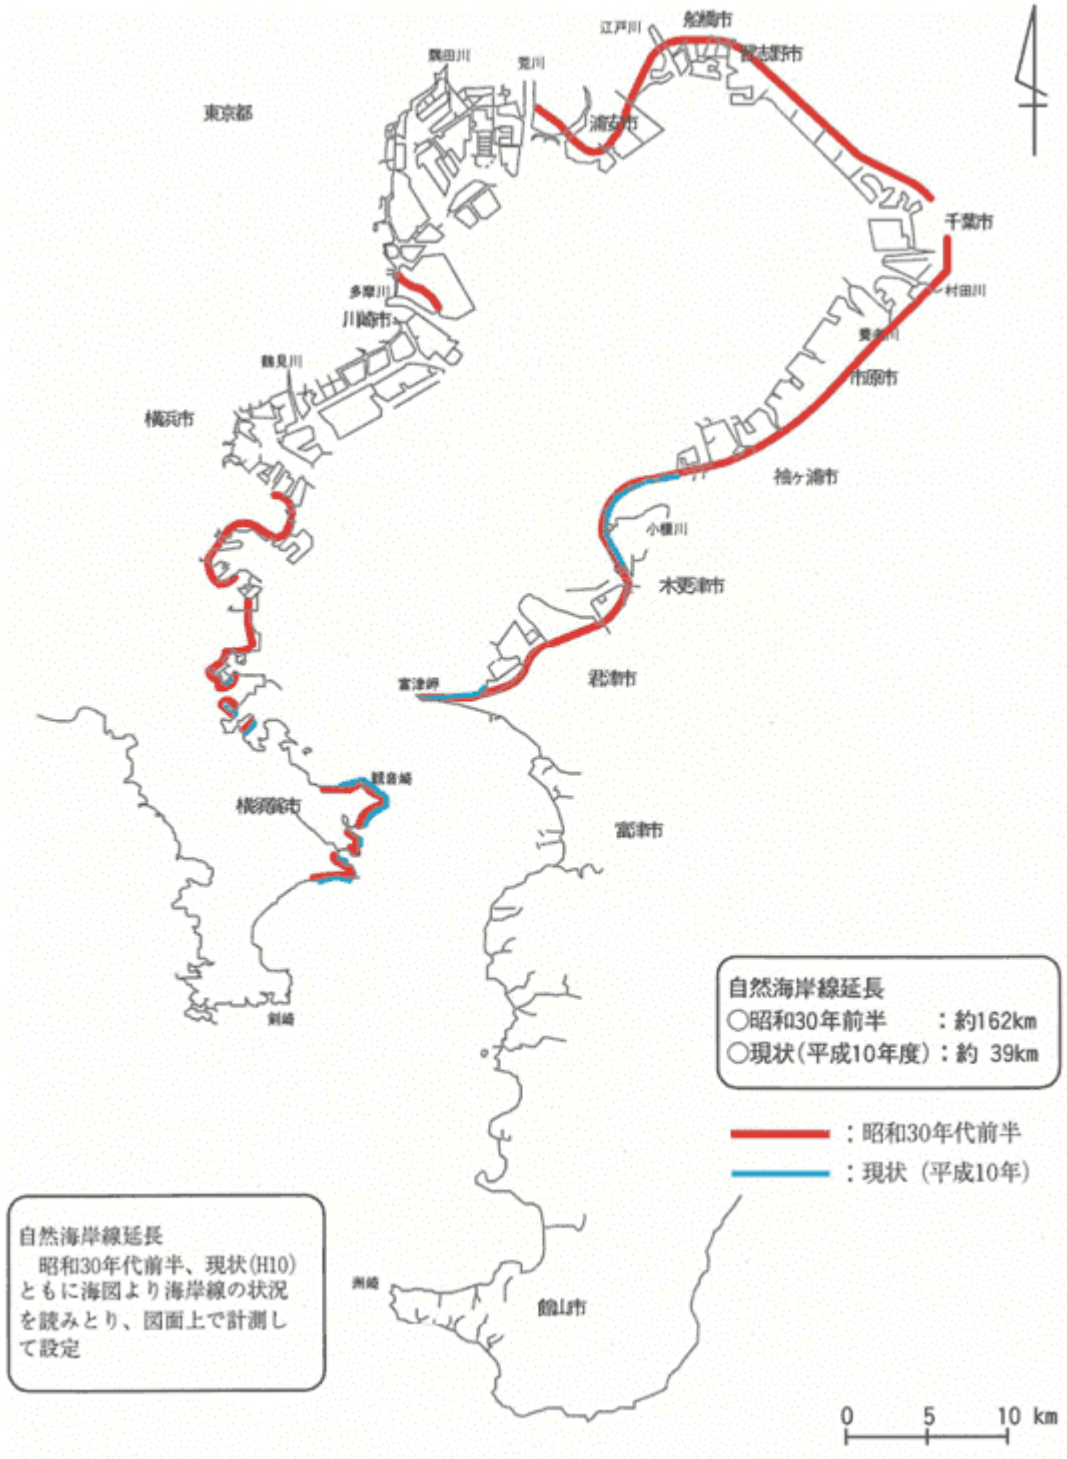 船橋市
江戸川
習志野市
隅田川
荒川
東京都
浦安市
千葉市
多摩川
村田川
川崎市
養老川
鶴見川
市原市
横浜市
袖ヶ浦市
小櫃川
木更津市
君津市
富津岬
観音崎
横須賀市
富津市
剣崎
自然海岸線延長
○昭和30年前半　：約162km
○現状(平成10年度)：約 39km
：昭和30年代前半
：現状（平成10年）
自然海岸線延長
昭和30年代前半、現状(H10)
ともに海図より海岸線の状況
を読みとり、図面上で計測し
て設定
洲崎
館山市
0 5 10 km